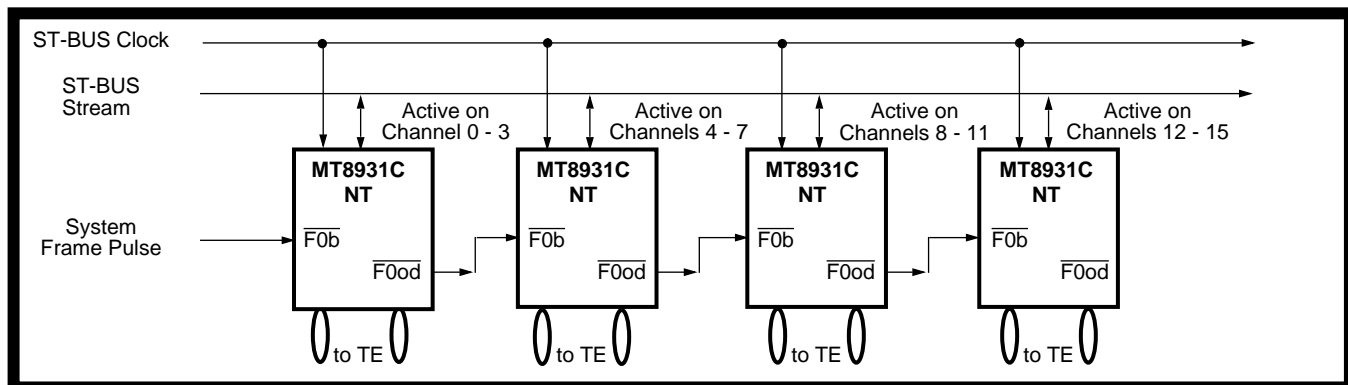 ST-BUS Clock
ST-BUS
Stream
Active on
Channel 0 - 3
Active on
Channels 4 - 7
Active on
Channels 8 - 11
Active on
Channels 12 - 15
MT8931C
NT
MT8931C
NT
MT8931C
NT
MT8931C
NT
System
Frame Pulse
F0b
F0od
F0b
F0od
F0b
F0od
F0b
F0od
to TE
to TE
to TE
to TE